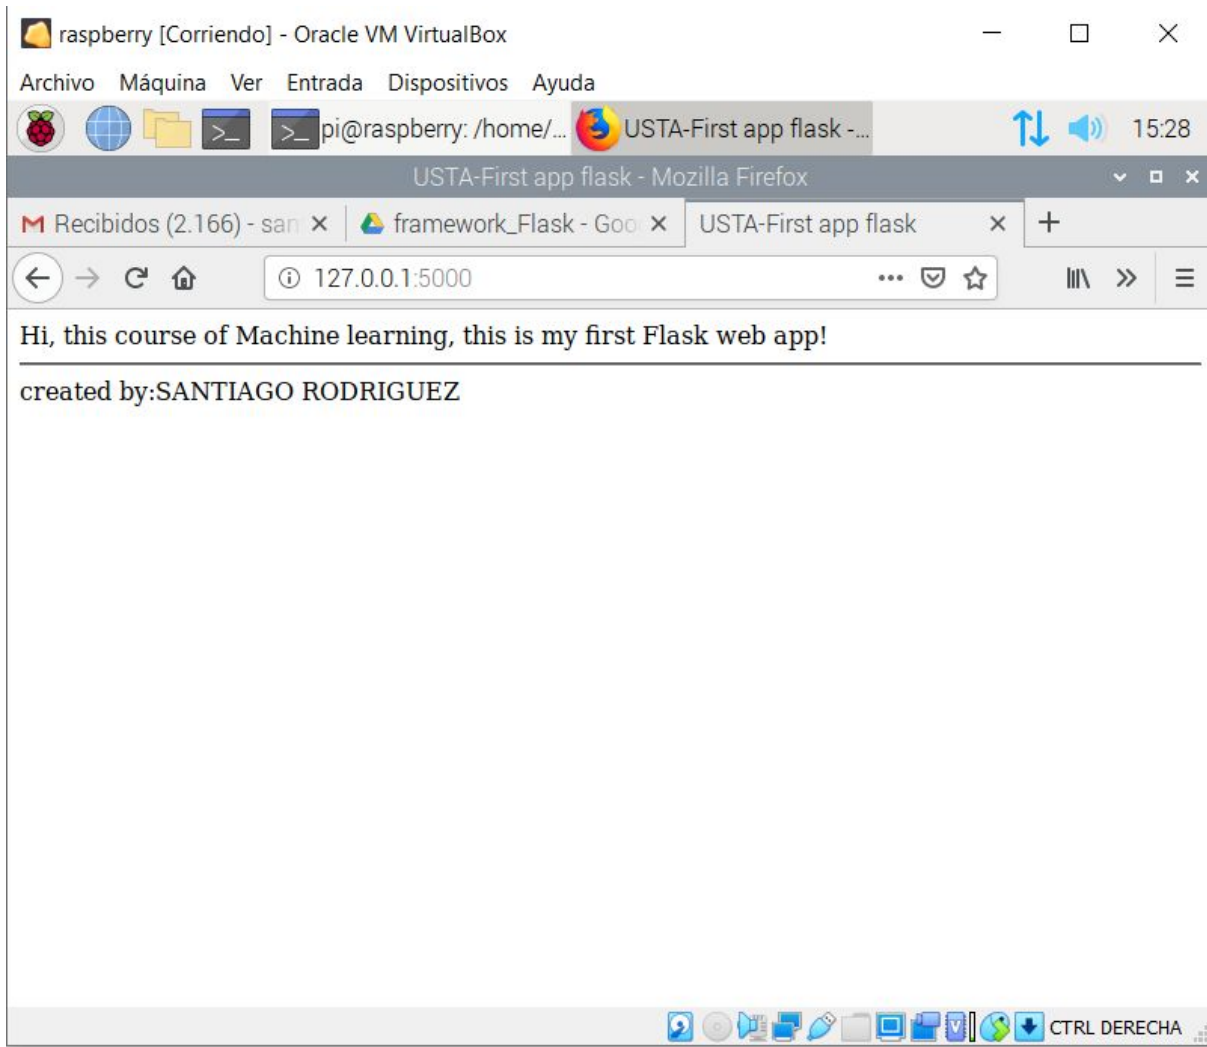 raspberry [Corriendo] - Oracle VM VirtualBox
Archivo Máquina Ver Entrada Dispositivos Ayuda
pi@raspberry: /home/... USTA-First app flask -... 15:28
USTA-First app flask - Mozilla Firefox
Recibidos (2.166) - san framework_Flask - Goo USTA-First app flask
127.0.0.1:5000
Hi, this course of Machine learning, this is my first Flask web app!
created by:SANTIAGO RODRIGUEZ
CTRL DERECHA